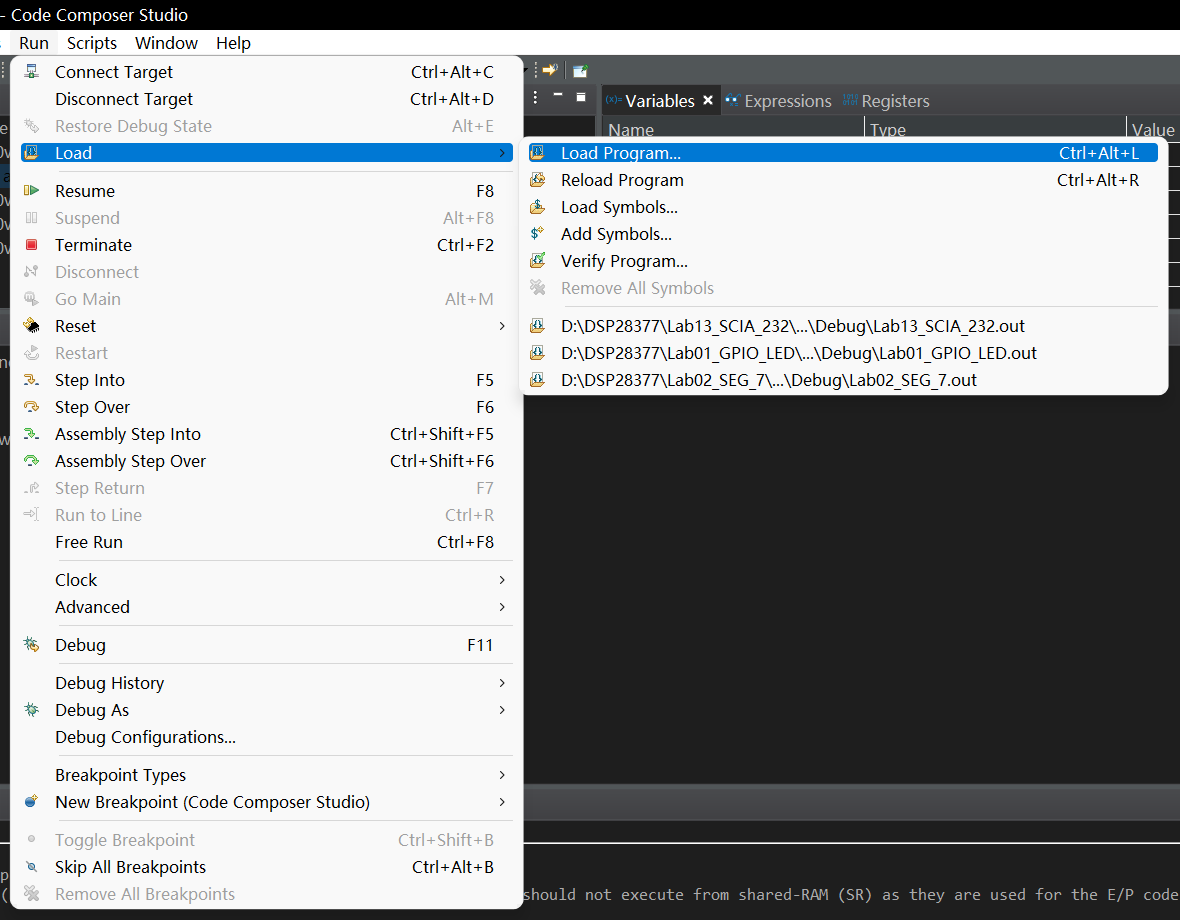 - Code Composer Studio
Run Scripts Window Help
Connect Target Ctrl+Alt+C
Disconnect Target Ctrl+Alt+D
Restore Debug State Alt+E
Load
Resume F8
Suspend Alt+F8
Terminate Ctrl+F2
Disconnect
Go Main Alt+M
Reset
Restart
Step Into F5
Step Over F6
Assembly Step Into Ctrl+Shift+F5
Assembly Step Over Ctrl+Shift+F6
Step Return F7
Run to Line Ctrl+R
Free Run Ctrl+F8
Clock
Advanced
Debug F11
Debug History
Debug As
Debug Configurations...
Breakpoint Types
New Breakpoint (Code Composer Studio)
Toggle Breakpoint Ctrl+Shift+B
Skip All Breakpoints Ctrl+Alt+B
Remove All Breakpoints
Variables Expressions Registers
Name Type Value
Load Program... Ctrl+Alt+L
Reload Program Ctrl+Alt+R
Load Symbols...
Add Symbols...
Verify Program...
Remove All Symbols
D:\DSP28377\Lab13_SCIA_232\...\Debug\Lab13_SCIA_232.out
D:\DSP28377\Lab01_GPIO_LED\...\Debug\Lab01_GPIO_LED.out
D:\DSP28377\Lab02_SEG_7\...\Debug\Lab02_SEG_7.out
should not execute from shared-RAM (SR) as they are used for the E/P code